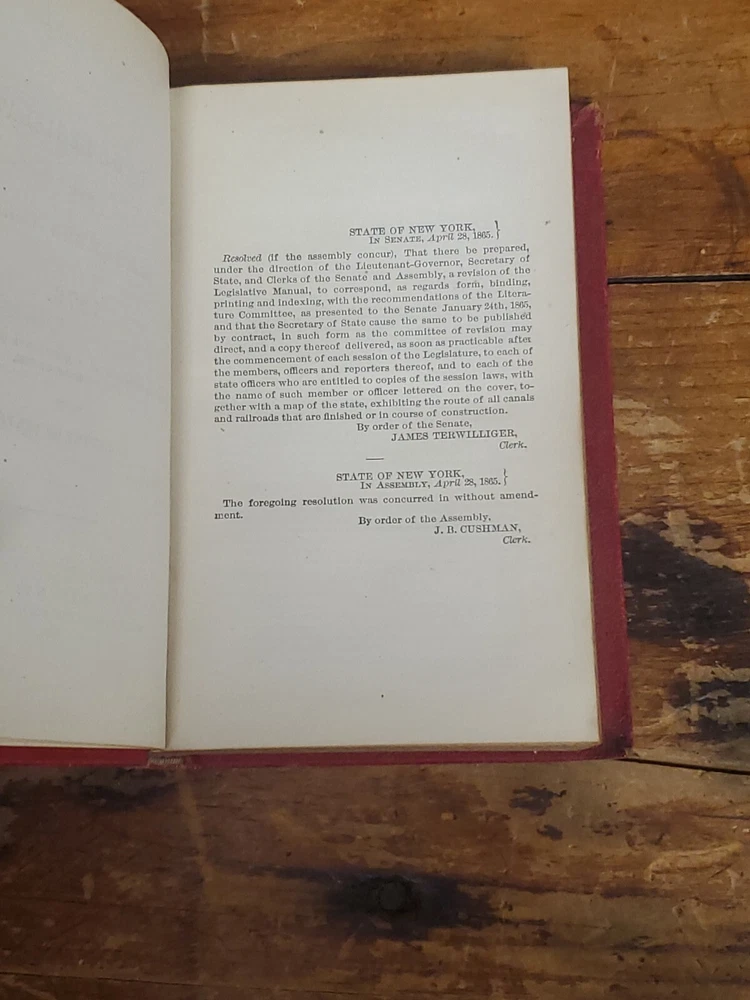 STATE OF NEW YORK, }
IN SENATE, April 28, 1865. }
Resolved (if the assembly concur), That there be prepared,
under the direction of the Lieutenant-Governor, Secretary of
State, and Clerks of the Senate and Assembly, a revision of the
Legislative Manual, to correspond, as regards form, binding,
printing and indexing, with the recommendations of the Litera-
ture Committee, as presented to the Senate January 24th, 1865,
and that the Secretary of State cause the same to be published
by contract, in such form as the committee of revision may
direct, and a copy thereof delivered, as soon as practicable after
the commencement of each session of the Legislature, to each of
the members, officers and reporters thereof, and to each of the
state officers who are entitled to copies of the session laws, with
the name of such member or officer lettered on the cover, to-
gether with a map of the state, exhibiting the route of all canals
and railroads that are finished or in course of construction.
By order of the Senate,
JAMES TERWILLIGER,
Clerk.
STATE OF NEW YORK, }
IN ASSEMBLY, April 28, 1865. }
The foregoing resolution was concurred in without amend-
ment.
By order of the Assembly,
J. B. CUSHMAN,
Clerk.